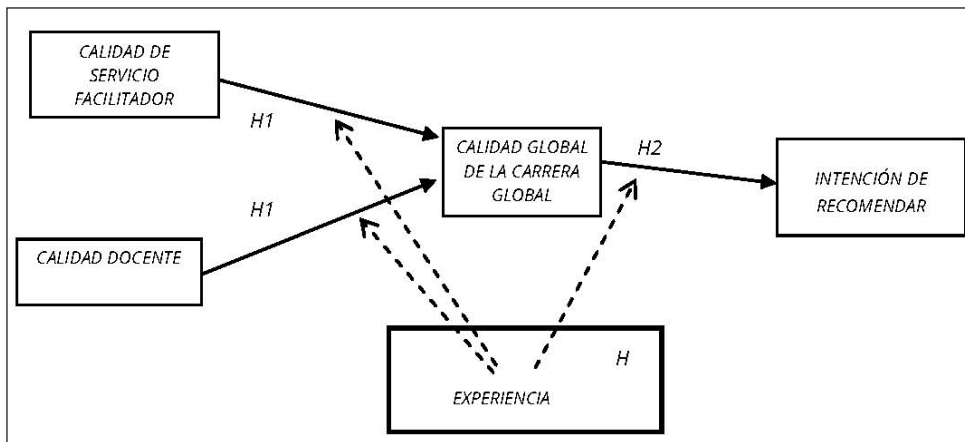 CALIDAD DE
SERVICIO
FACILITADOR
H1
CALIDAD GLOBAL
DE LA CARRERA
GLOBAL
H2
INTENCIÓN DE
RECOMENDAR
H1
CALIDAD DOCENTE
H
EXPERIENCIA